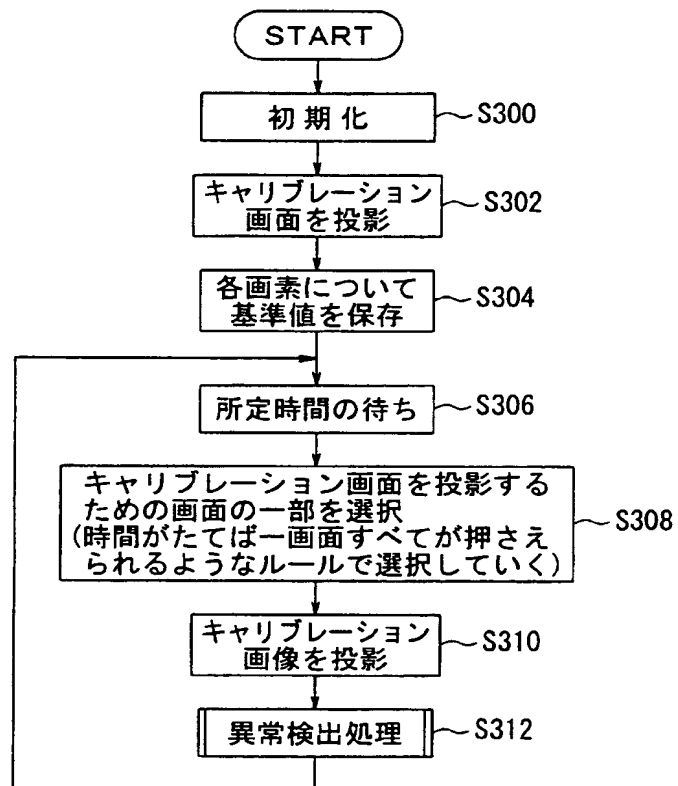 START
初期化
S300
キャリブレーション
画面を投影
S302
各画素について
基準値を保存
S304
所定時間の待ち
S306
キャリブレーション画面を投影する
ための画面の一部を選択
(時間がたてば一画面すべてが押さえ
られるようなルールで選択していく)
S308
キャリブレーション
画像を投影
S310
異常検出処理
S312